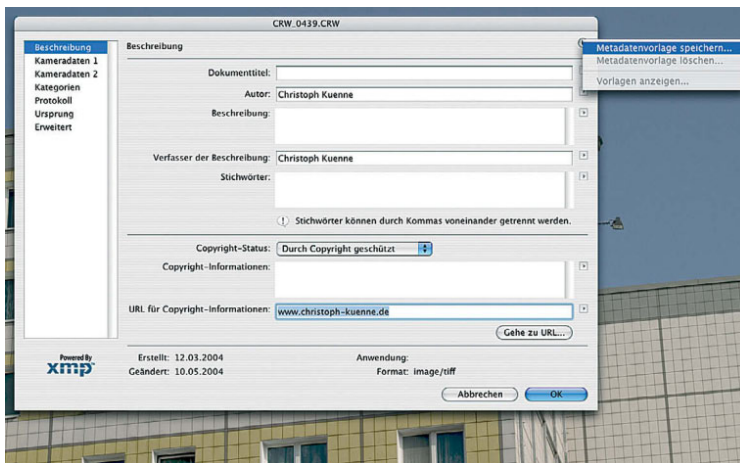 CRW_0439.CRW
Beschreibung
Kameradaten 1
Kameradaten 2
Kategorien
Protokoll
Ursprung
Erweitert
Beschreibung
Metadatenvorlage speichern...
Metadatenvorlage löschen...
Vorlagen anzeigen...
Dokumenttitel:
Autor: Christoph Kuenne
Beschreibung:
Verfasser der Beschreibung: Christoph Kuenne
Stichwörter:
! Stichwörter können durch Kommas voneinander getrennt werden.
Copyright-Status: Durch Copyright geschützt
Copyright-Informationen:
URL für Copyright-Informationen: www.christoph-kuenne.de
Gehe zu URL...
Powered By
xmp
Erstellt: 12.03.2004
Geändert: 10.05.2004
Anwendung:
Format: image/tiff
Abbrechen
OK